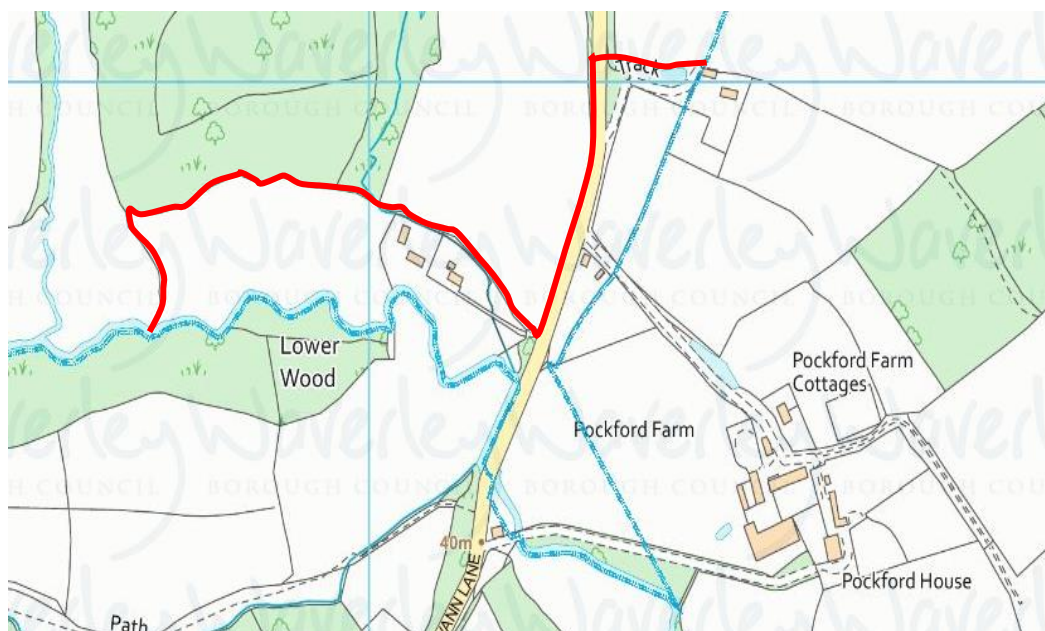 Track
Lower
Wood
Pockford Farm
Cottages
Pockford Farm
40m
VANN LANE
Pockford House
Path
Waverley
BOROUGH COUNCIL